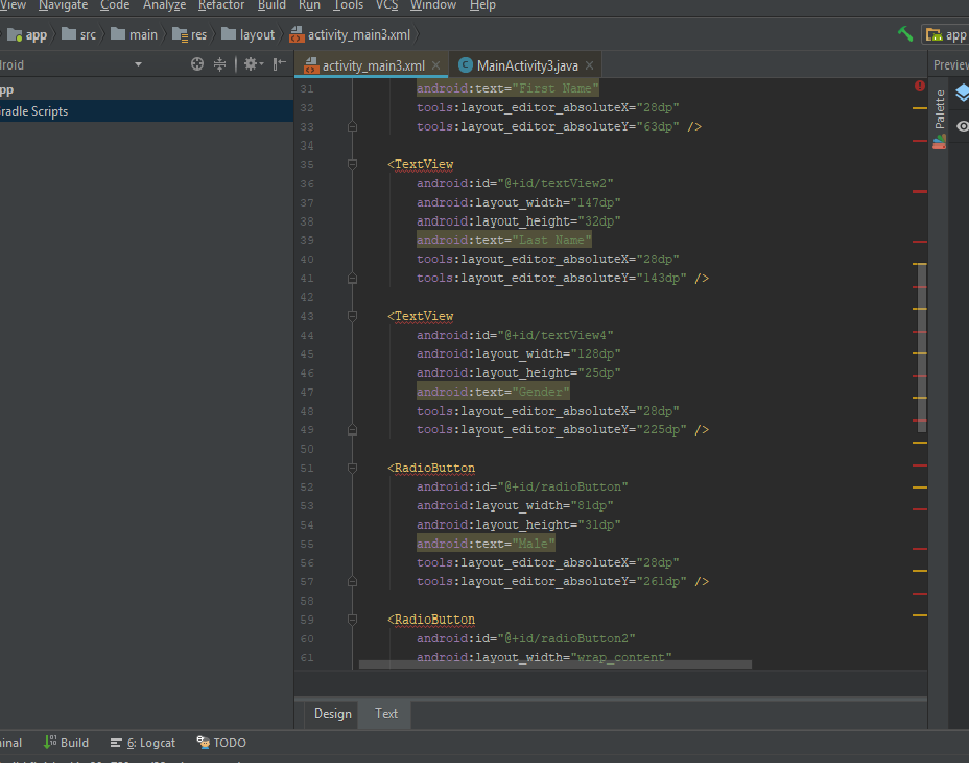 View Navigate Code Analyze Refactor Build Run Tools VCS Window Help
app src main res layout activity_main3.xml app
roid activity_main3.xml MainActivity3.java Preview
pp
radle Scripts
Palette
31 android:text="First Name"
32 tools:layout_editor_absoluteX="28dp"
33 tools:layout_editor_absoluteY="63dp" />
34
35 <TextView
36 android:id="@+id/textView2"
37 android:layout_width="147dp"
38 android:layout_height="32dp"
39 android:text="Last Name"
40 tools:layout_editor_absoluteX="28dp"
41 tools:layout_editor_absoluteY="143dp" />
42
43 <TextView
44 android:id="@+id/textView4"
45 android:layout_width="128dp"
46 android:layout_height="25dp"
47 android:text="Gender"
48 tools:layout_editor_absoluteX="28dp"
49 tools:layout_editor_absoluteY="225dp" />
50
51 <RadioButton
52 android:id="@+id/radioButton"
53 android:layout_width="81dp"
54 android:layout_height="31dp"
55 android:text="Male"
56 tools:layout_editor_absoluteX="28dp"
57 tools:layout_editor_absoluteY="261dp" />
58
59 <RadioButton
60 android:id="@+id/radioButton2"
61 android:layout_width="wrap_content"
Design Text
minal Build 6: Logcat TODO